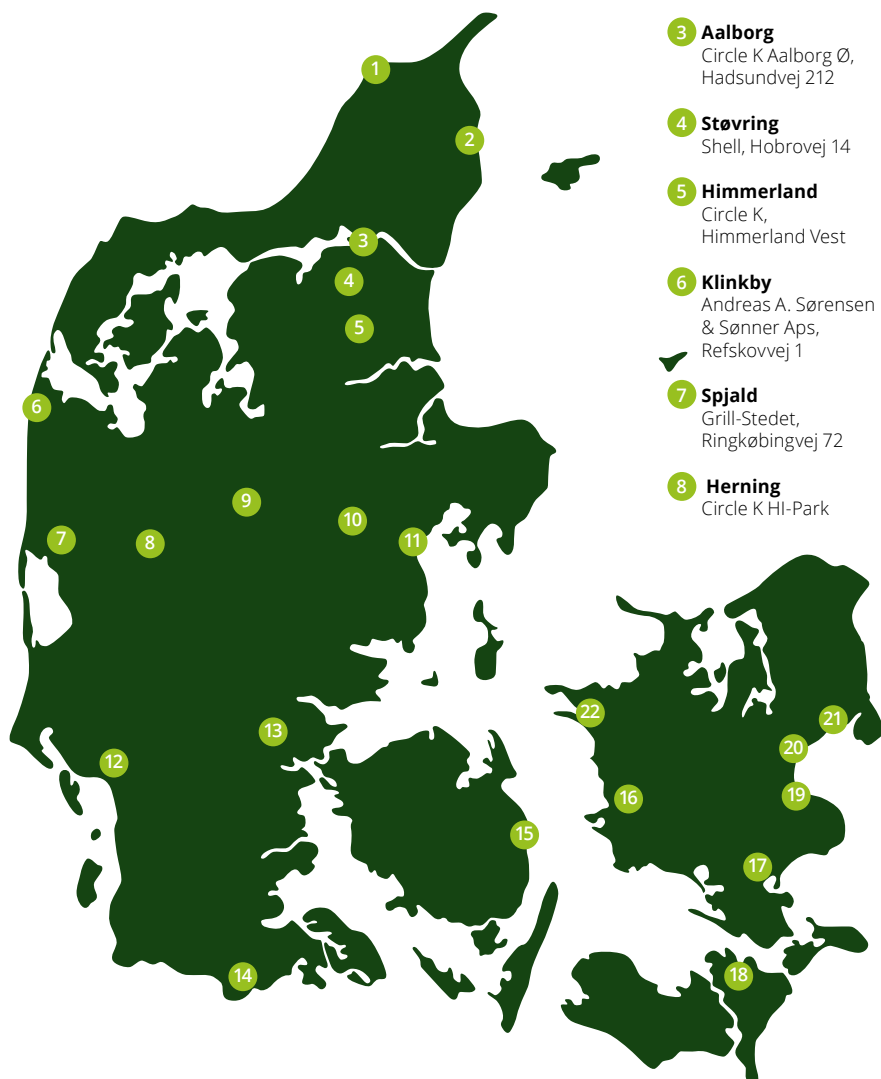 3 Aalborg
Circle K Aalborg Ø,
Hadsundvej 212
4 Støvring
Shell, Hobrovej 14
5 Himmerland
Circle K,
Himmerland Vest
6 Klinkby
Andreas A. Sørensen
& Sønner Aps,
Refskovvej 1
7 Spjald
Grill-Stedet,
Ringkøbingvej 72
8 Herning
Circle K HI-Park
1
2
3
4
5
6
9
10
7
8
11
22
21
13
20
12
16
19
15
17
14
18